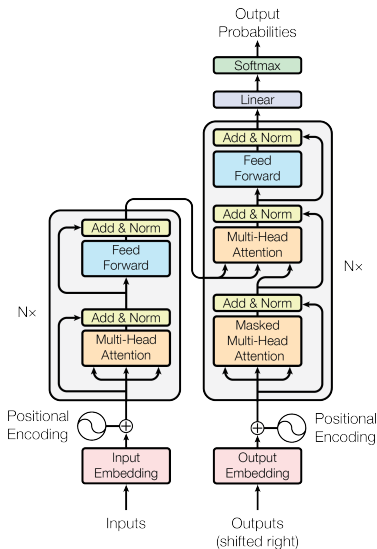 Output
Probabilities
Softmax
Linear
Add & Norm
Feed
Forward
Add & Norm
Multi-Head
Attention
Add & Norm
Masked
Multi-Head
Attention
Nx
Add & Norm
Feed
Forward
Add & Norm
Multi-Head
Attention
Nx
Positional
Encoding
Positional
Encoding
Input
Embedding
Output
Embedding
Inputs
Outputs
(shifted right)